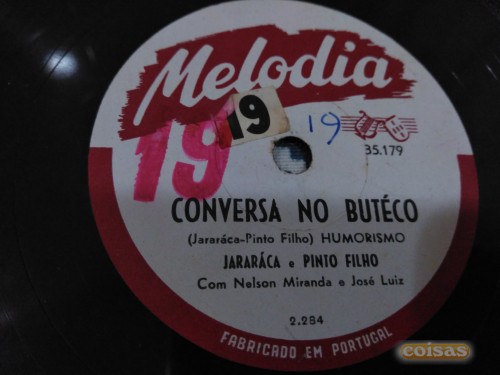 Melodia
19
19
19
35.179
CONVERSA NO BUTÉCO
(Jararáca-Pinto Filho) HUMORISMO
JARARÁCA e PINTO FILHO
Com Nelson Miranda e José Luiz
2.284
FABRICADO EM PORTUGAL
coisas